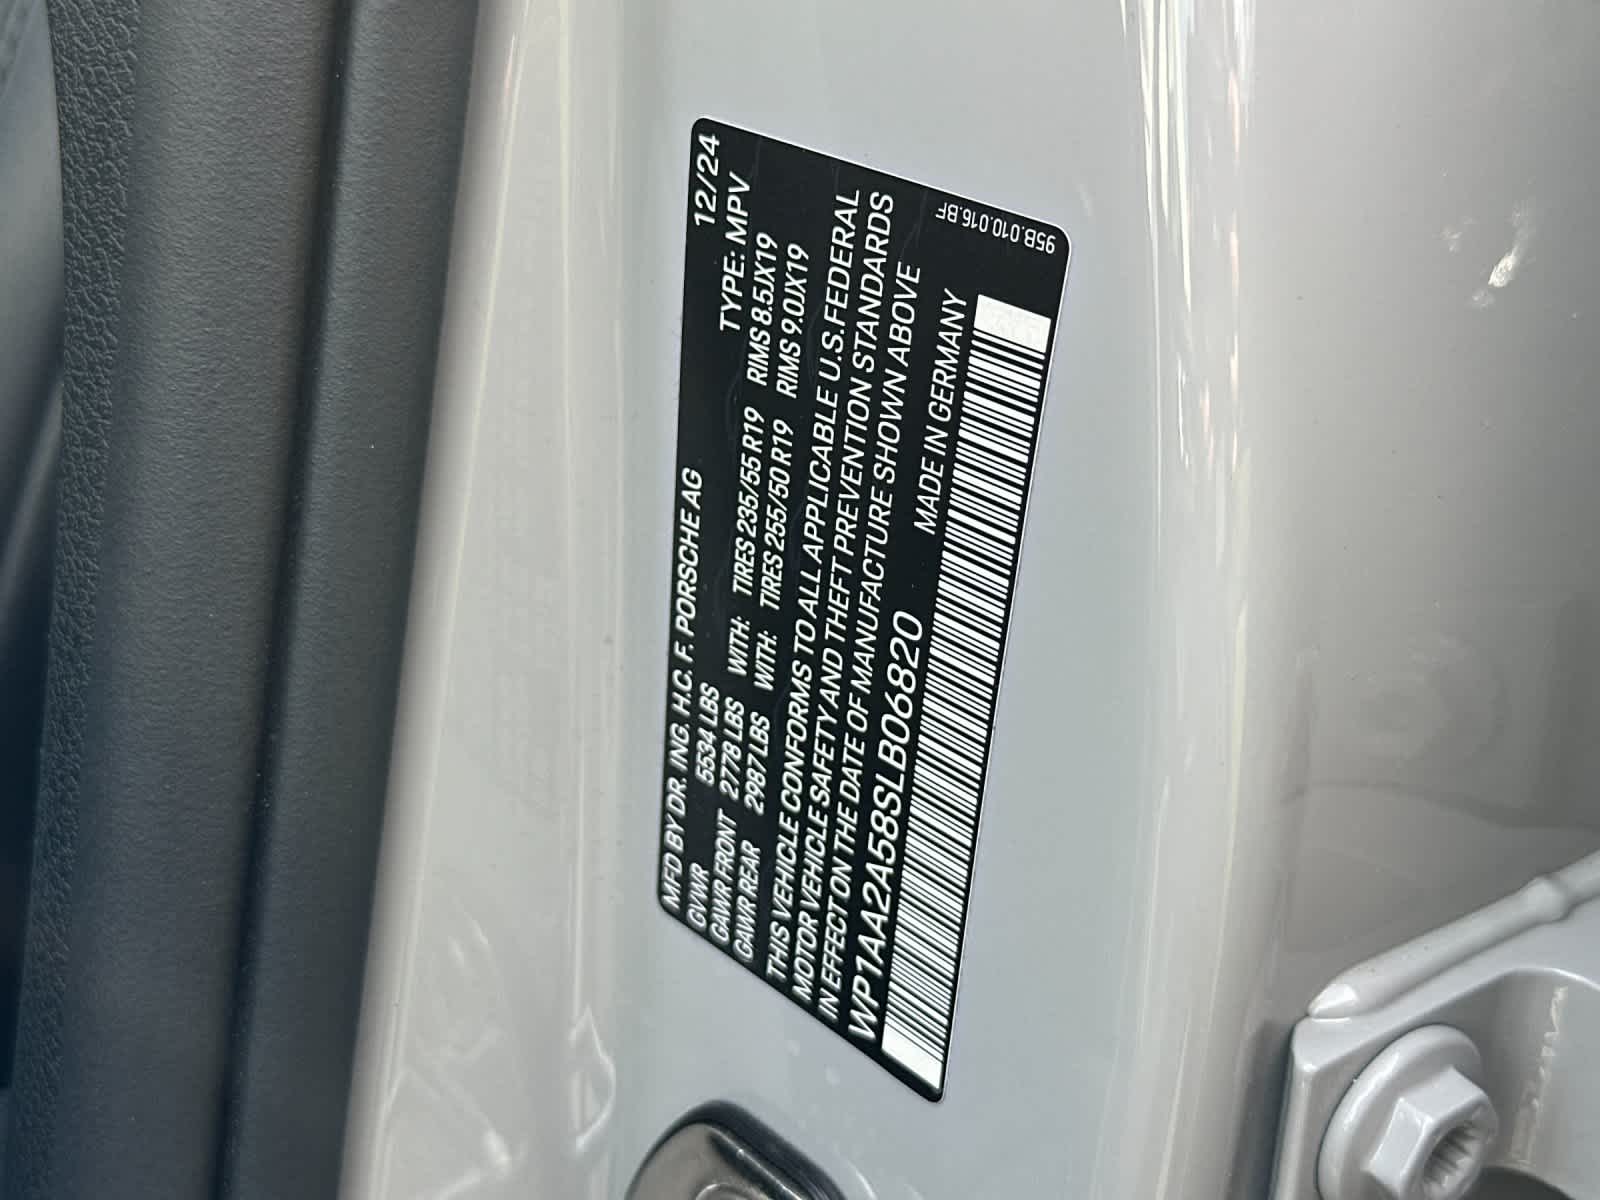 MFD BY DR. ING. H.C. F. PORSCHE AG 12/24
GVWR 5534 LBS TYPE: MPV
GAWR FRONT 2778 LBS WITH: TIRES 235/55 R19 RIMS 8.5JX19
GAWR REAR 2987 LBS WITH: TIRES 255/50 R19 RIMS 9.0JX19
THIS VEHICLE CONFORMS TO ALL APPLICABLE U.S. FEDERAL
MOTOR VEHICLE SAFETY AND THEFT PREVENTION STANDARDS
IN EFFECT ON THE DATE OF MANUFACTURE SHOWN ABOVE
WP1AA2A58SLB06820 MADE IN GERMANY
95B.010.016.BF